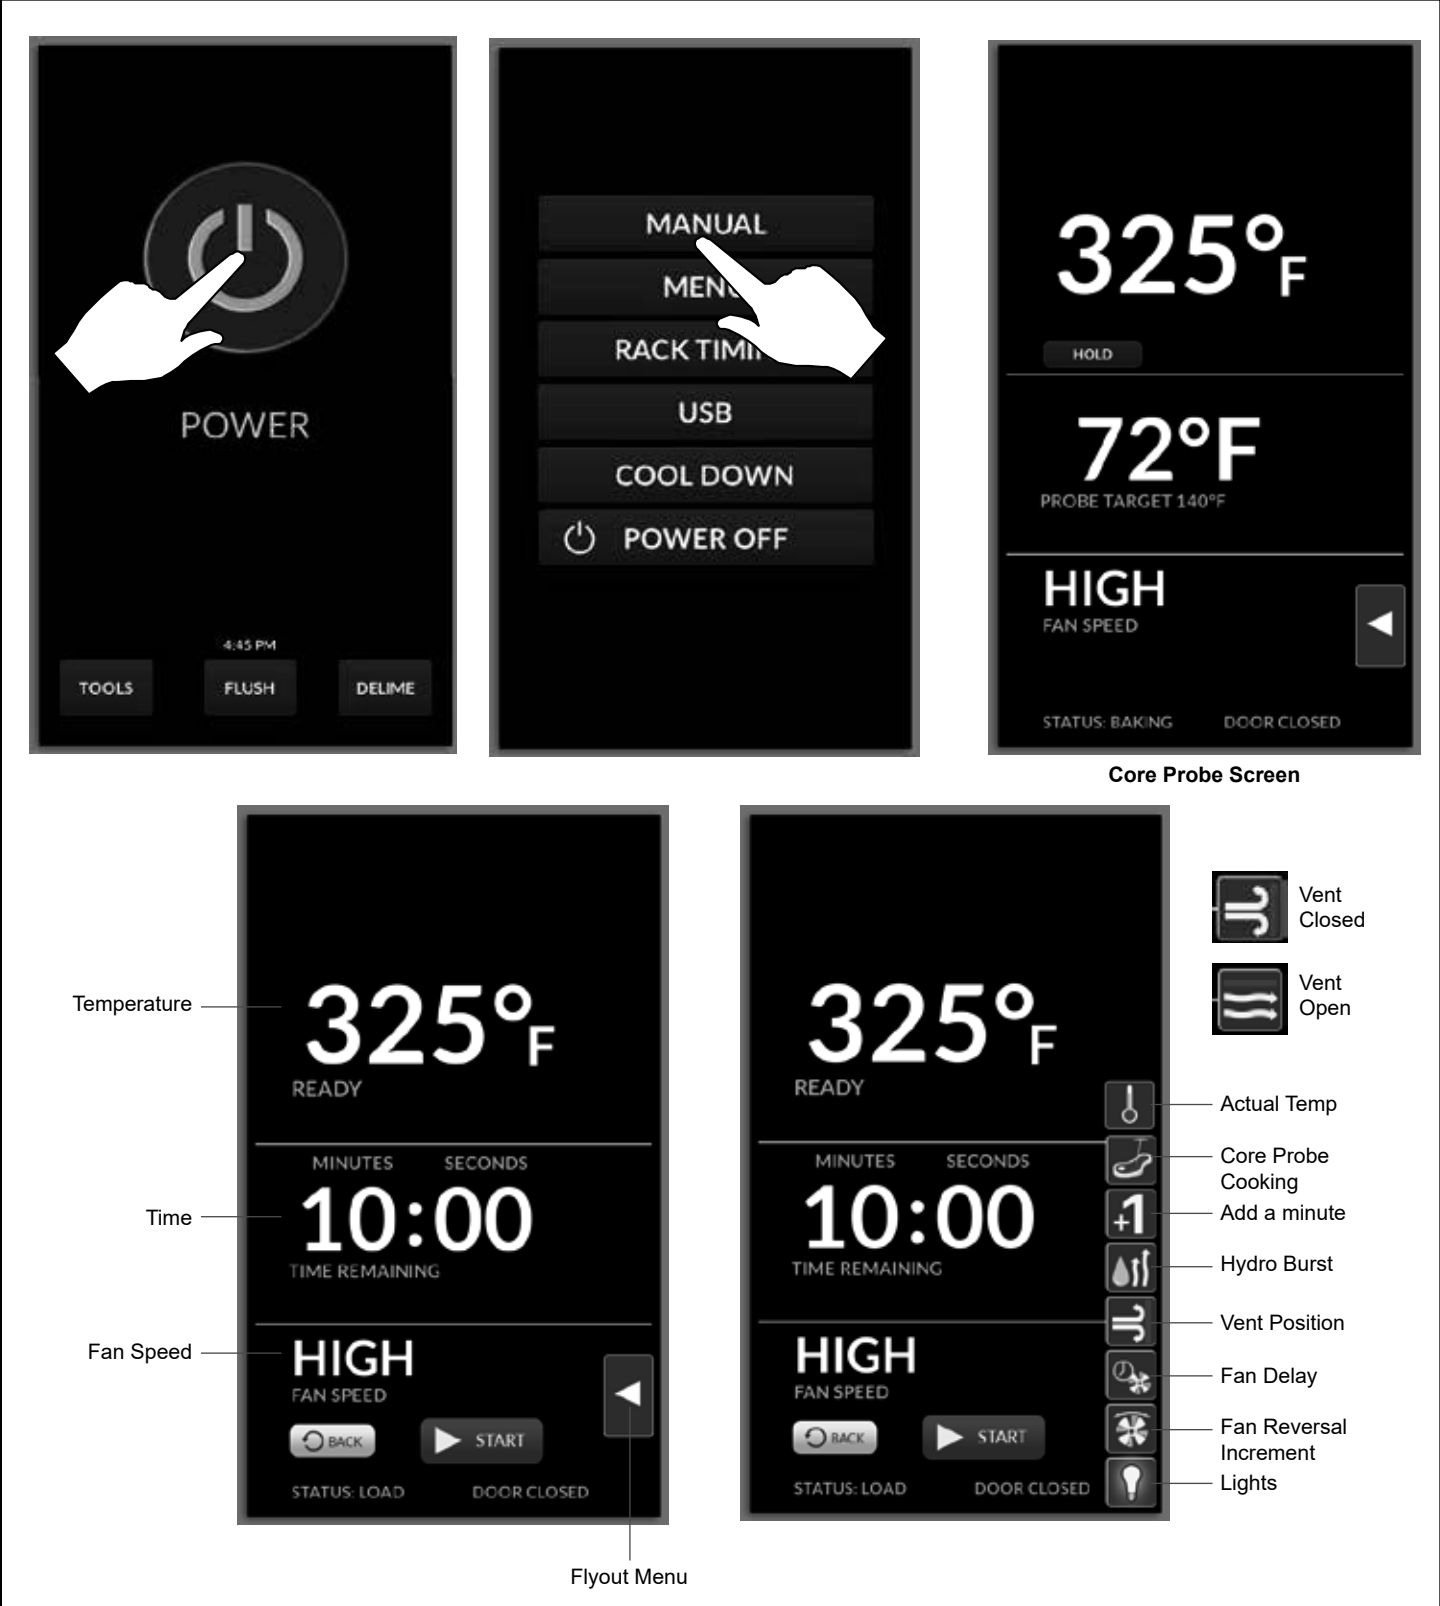 POWER
4:45 PM
TOOLS
FLUSH
DELIME
MANUAL
MENU
RACK TIMI
USB
COOL DOWN
POWER OFF
325°F
HOLD
72°F
PROBE TARGET 140°F
HIGH
FAN SPEED
STATUS: BAKING
DOOR CLOSED
Core Probe Screen
Temperature
325°F
READY
MINUTES
SECONDS
Time
10:00
TIME REMAINING
Fan Speed
HIGH
FAN SPEED
BACK
START
STATUS: LOAD
DOOR CLOSED
Flyout Menu
325°F
READY
MINUTES
SECONDS
10:00
TIME REMAINING
HIGH
FAN SPEED
BACK
START
STATUS: LOAD
DOOR CLOSED
+1
Vent
Closed
Vent
Open
Actual Temp
Core Probe
Cooking
Add a minute
Hydro Burst
Vent Position
Fan Delay
Fan Reversal
Increment
Lights